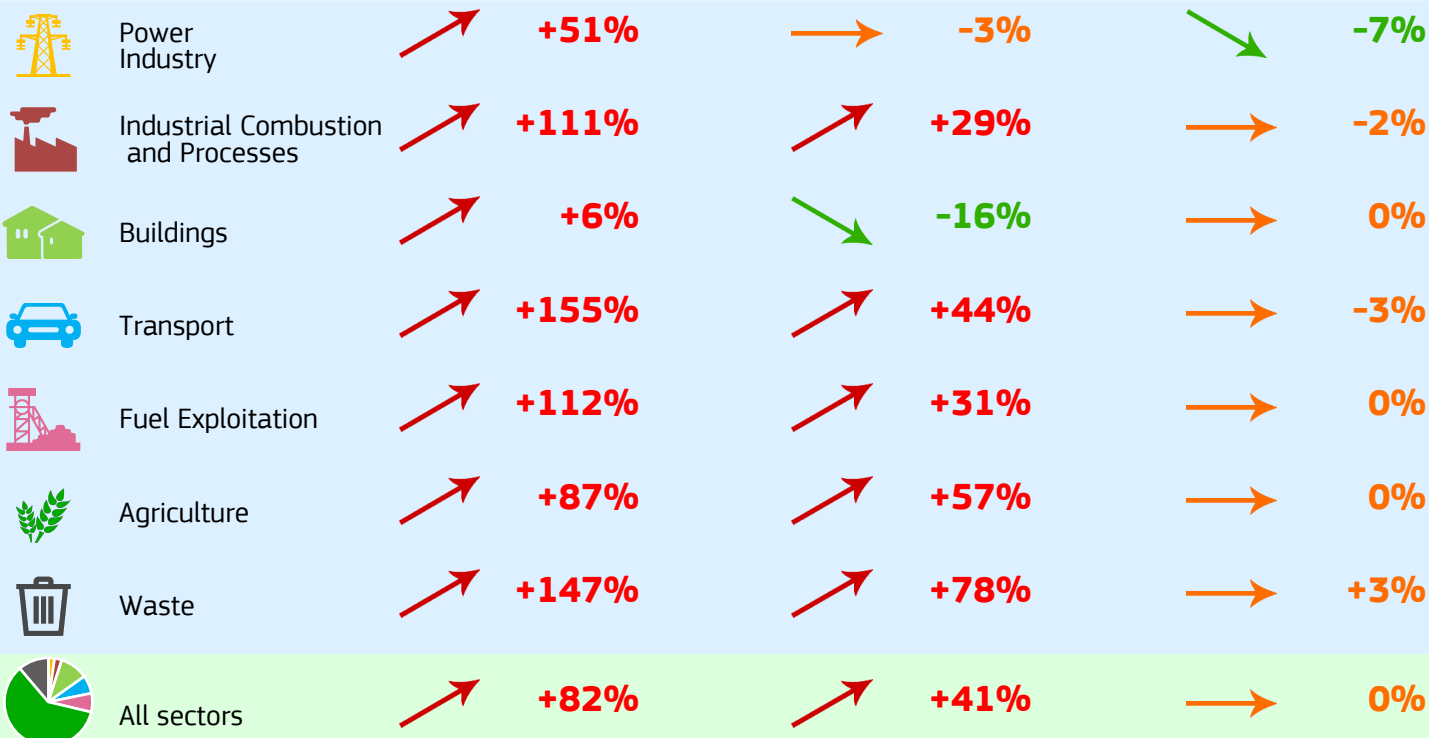 Power
Industry
+51%
-3%
-7%
Industrial Combustion
and Processes
+111%
+29%
-2%
Buildings
+6%
-16%
0%
Transport
+155%
+44%
-3%
Fuel Exploitation
+112%
+31%
0%
Agriculture
+87%
+57%
0%
Waste
+147%
+78%
+3%
All sectors
+82%
+41%
0%